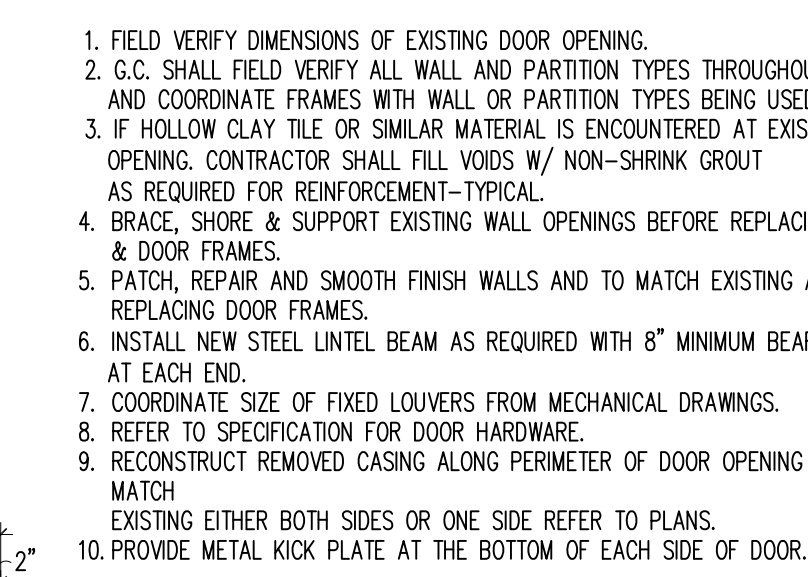 1. FIELD VERIFY DIMENSIONS OF EXISTING DOOR OPENING.
2. G.C. SHALL FIELD VERIFY ALL WALL AND PARTITION TYPES
AND COORDINATE FRAMES WITH WALL OR PARTITION TYPES BEING
3. IF HOLLOW CLAY TILE OR SIMILAR MATERIAL IS ENCOUNTERED AT
OPENING. CONTRACTOR SHALL FILL VOIDS W/ NON-SHRINK GROUT
AS REQUIRED FOR REINFORCEMENT-TYPICAL.
4. BRACE, SHORE & SUPPORT EXISTING WALL OPENINGS BEFORE
& DOOR FRAMES.
5. PATCH, REPAIR AND SMOOTH FINISH WALLS AND TO MATCH EXISTING
REPLACING DOOR FRAMES.
6. INSTALL NEW STEEL LINTEL BEAM AS REQUIRED WITH 8" MINIMUM
AT EACH END.
7. COORDINATE SIZE OF FIXED LOUVERS FROM MECHANICAL DRAWINGS.
8. REFER TO SPECIFICATION FOR DOOR HARDWARE.
9. RECONSTRUCT REMOVED CASING ALONG PERIMETER OF DOOR OPENING
MATCH
EXISTING EITHER BOTH SIDES OR ONE SIDE REFER TO PLANS.
10. PROVIDE METAL KICK PLATE AT THE BOTTOM OF EACH SIDE OF DOOR.
2"